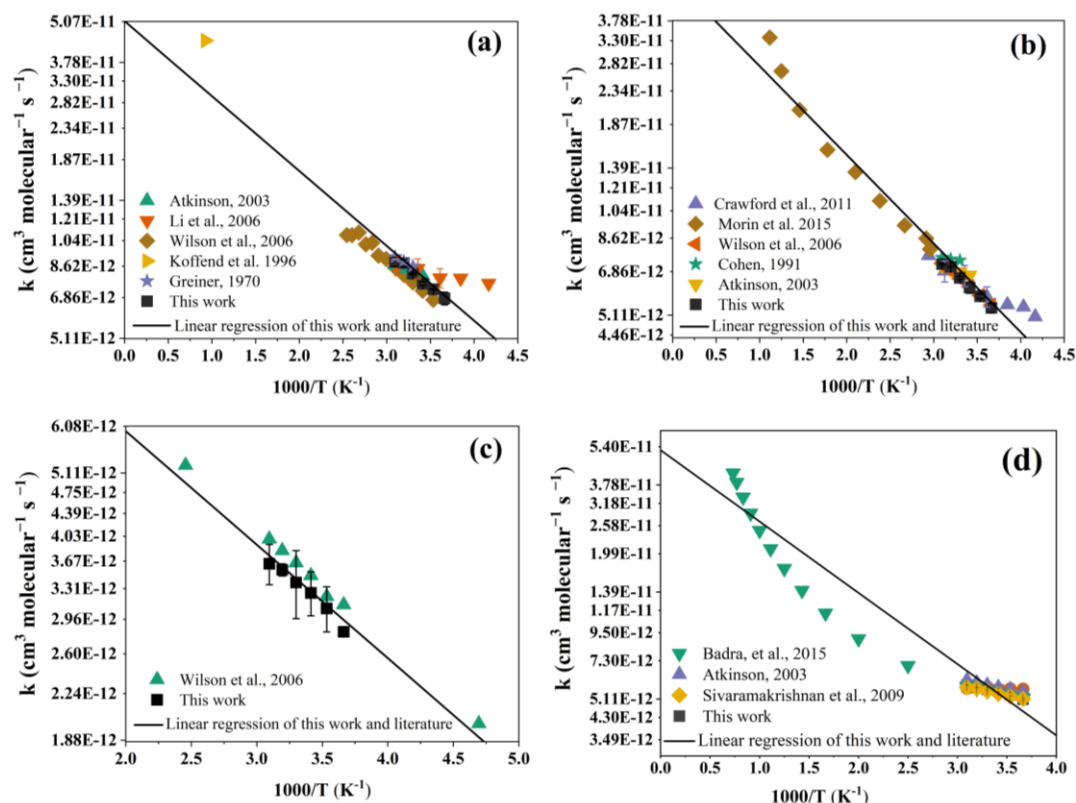 (a)
k (cm³ molecular⁻¹ s⁻¹)
5.07E-11
3.78E-11
3.30E-11
2.82E-11
2.34E-11
1.87E-11
1.39E-11
1.21E-11
1.04E-11
8.62E-12
6.86E-12
5.11E-12
Atkinson, 2003
Li et al., 2006
Wilson et al., 2006
Koffend et al. 1996
Greiner, 1970
This work
Linear regression of this work and literature
0.0 0.5 1.0 1.5 2.0 2.5 3.0 3.5 4.0 4.5
1000/T (K⁻¹)
(b)
k (cm³ molecular⁻¹ s⁻¹)
3.78E-11
3.30E-11
2.82E-11
2.34E-11
1.87E-11
1.39E-11
1.21E-11
1.04E-11
8.62E-12
6.86E-12
5.11E-12
4.46E-12
Crawford et al., 2011
Morin et al. 2015
Wilson et al., 2006
Cohen, 1991
Atkinson, 2003
This work
Linear regression of this work and literature
0.0 0.5 1.0 1.5 2.0 2.5 3.0 3.5 4.0 4.5
1000/T (K⁻¹)
(c)
k (cm³ molecular⁻¹ s⁻¹)
6.08E-12
5.11E-12
4.75E-12
4.39E-12
4.03E-12
3.67E-12
3.31E-12
2.96E-12
2.60E-12
2.24E-12
1.88E-12
Wilson et al., 2006
This work
Linear regression of this work and literature
2.0 2.5 3.0 3.5 4.0 4.5 5.0
1000/T (K⁻¹)
(d)
k (cm³ molecular⁻¹ s⁻¹)
5.40E-11
3.78E-11
3.18E-11
2.58E-11
1.99E-11
1.39E-11
1.17E-11
9.50E-12
7.30E-12
5.11E-12
4.30E-12
3.49E-12
Badra, et al., 2015
Atkinson, 2003
Sivaramakrishnan et al., 2009
This work
Linear regression of this work and literature
0.0 0.5 1.0 1.5 2.0 2.5 3.0 3.5 4.0
1000/T (K⁻¹)